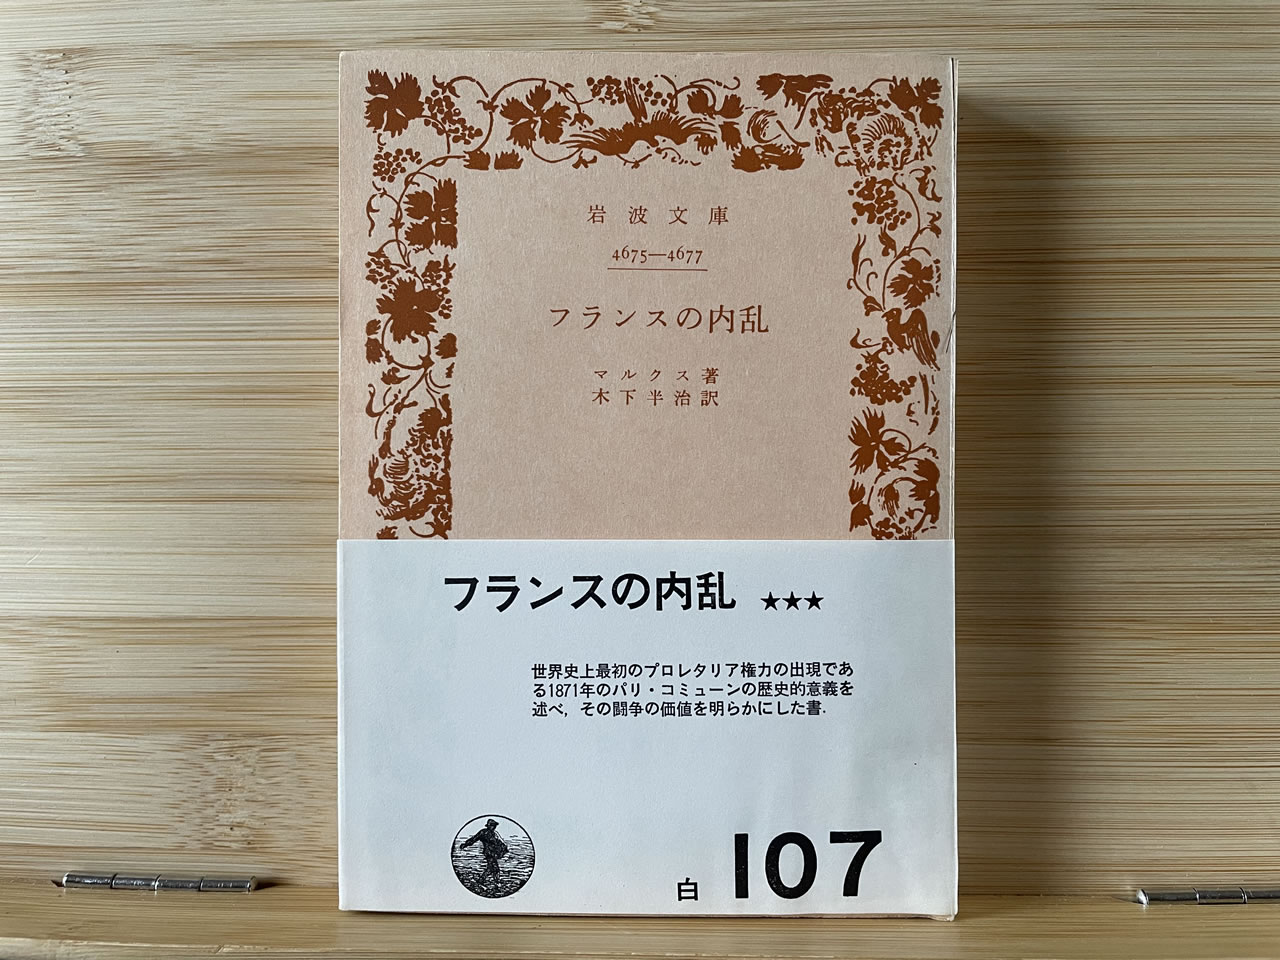 岩波文庫
4675—4677
フランスの内乱
マルクス著
木下半治訳
フランスの内乱 ★★★
世界史上最初のプロレタリア権力の出現であ
る1871年のパリ・コミューンの歴史的意義を
述べ，その闘争の価値を明らかにした書．
白 107